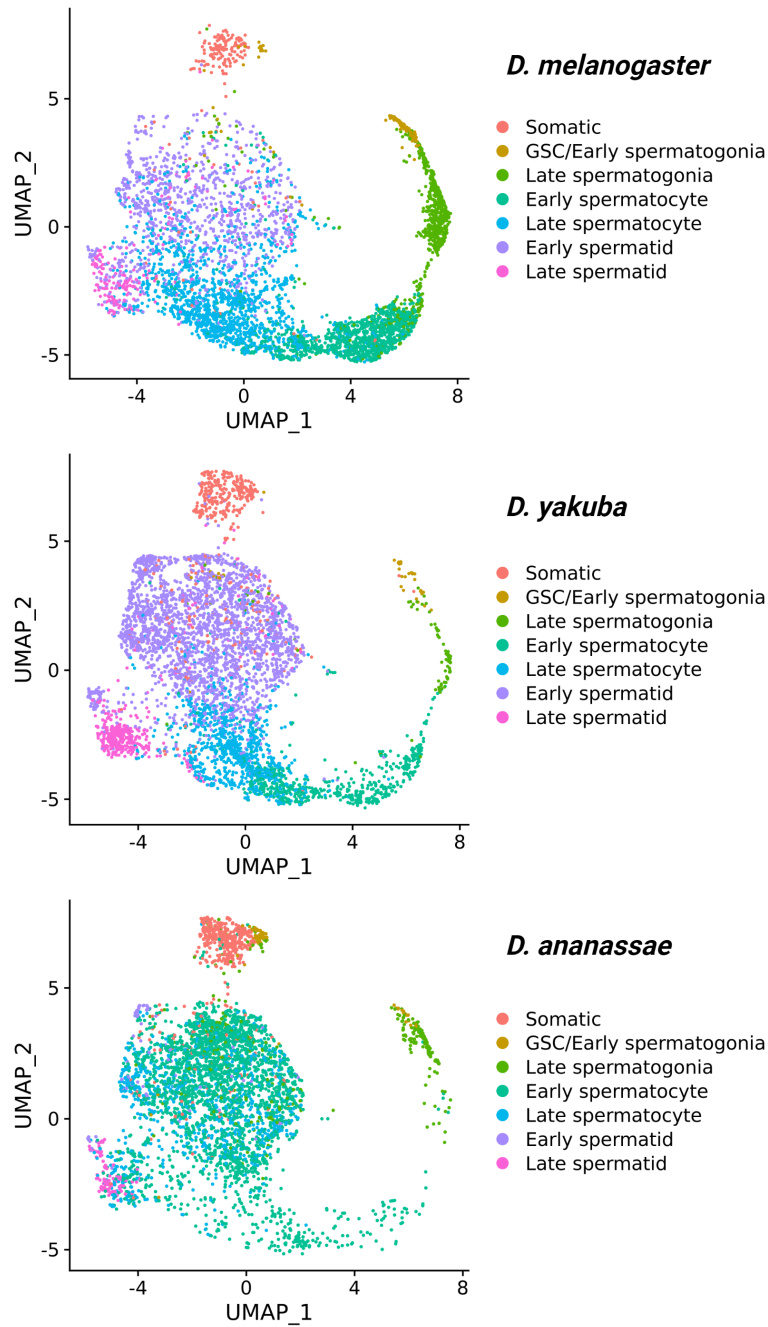 D. melanogaster
5
0
-5
UMAP_2
-4
0
4
8
UMAP_1
Somatic
GSC/Early spermatogonia
Late spermatogonia
Early spermatocyte
Late spermatocyte
Early spermatid
Late spermatid
D. yakuba
5
0
-5
UMAP_2
-4
0
4
8
UMAP_1
Somatic
GSC/Early spermatogonia
Late spermatogonia
Early spermatocyte
Late spermatocyte
Early spermatid
Late spermatid
D. ananassae
5
0
-5
UMAP_2
-4
0
4
8
UMAP_1
Somatic
GSC/Early spermatogonia
Late spermatogonia
Early spermatocyte
Late spermatocyte
Early spermatid
Late spermatid